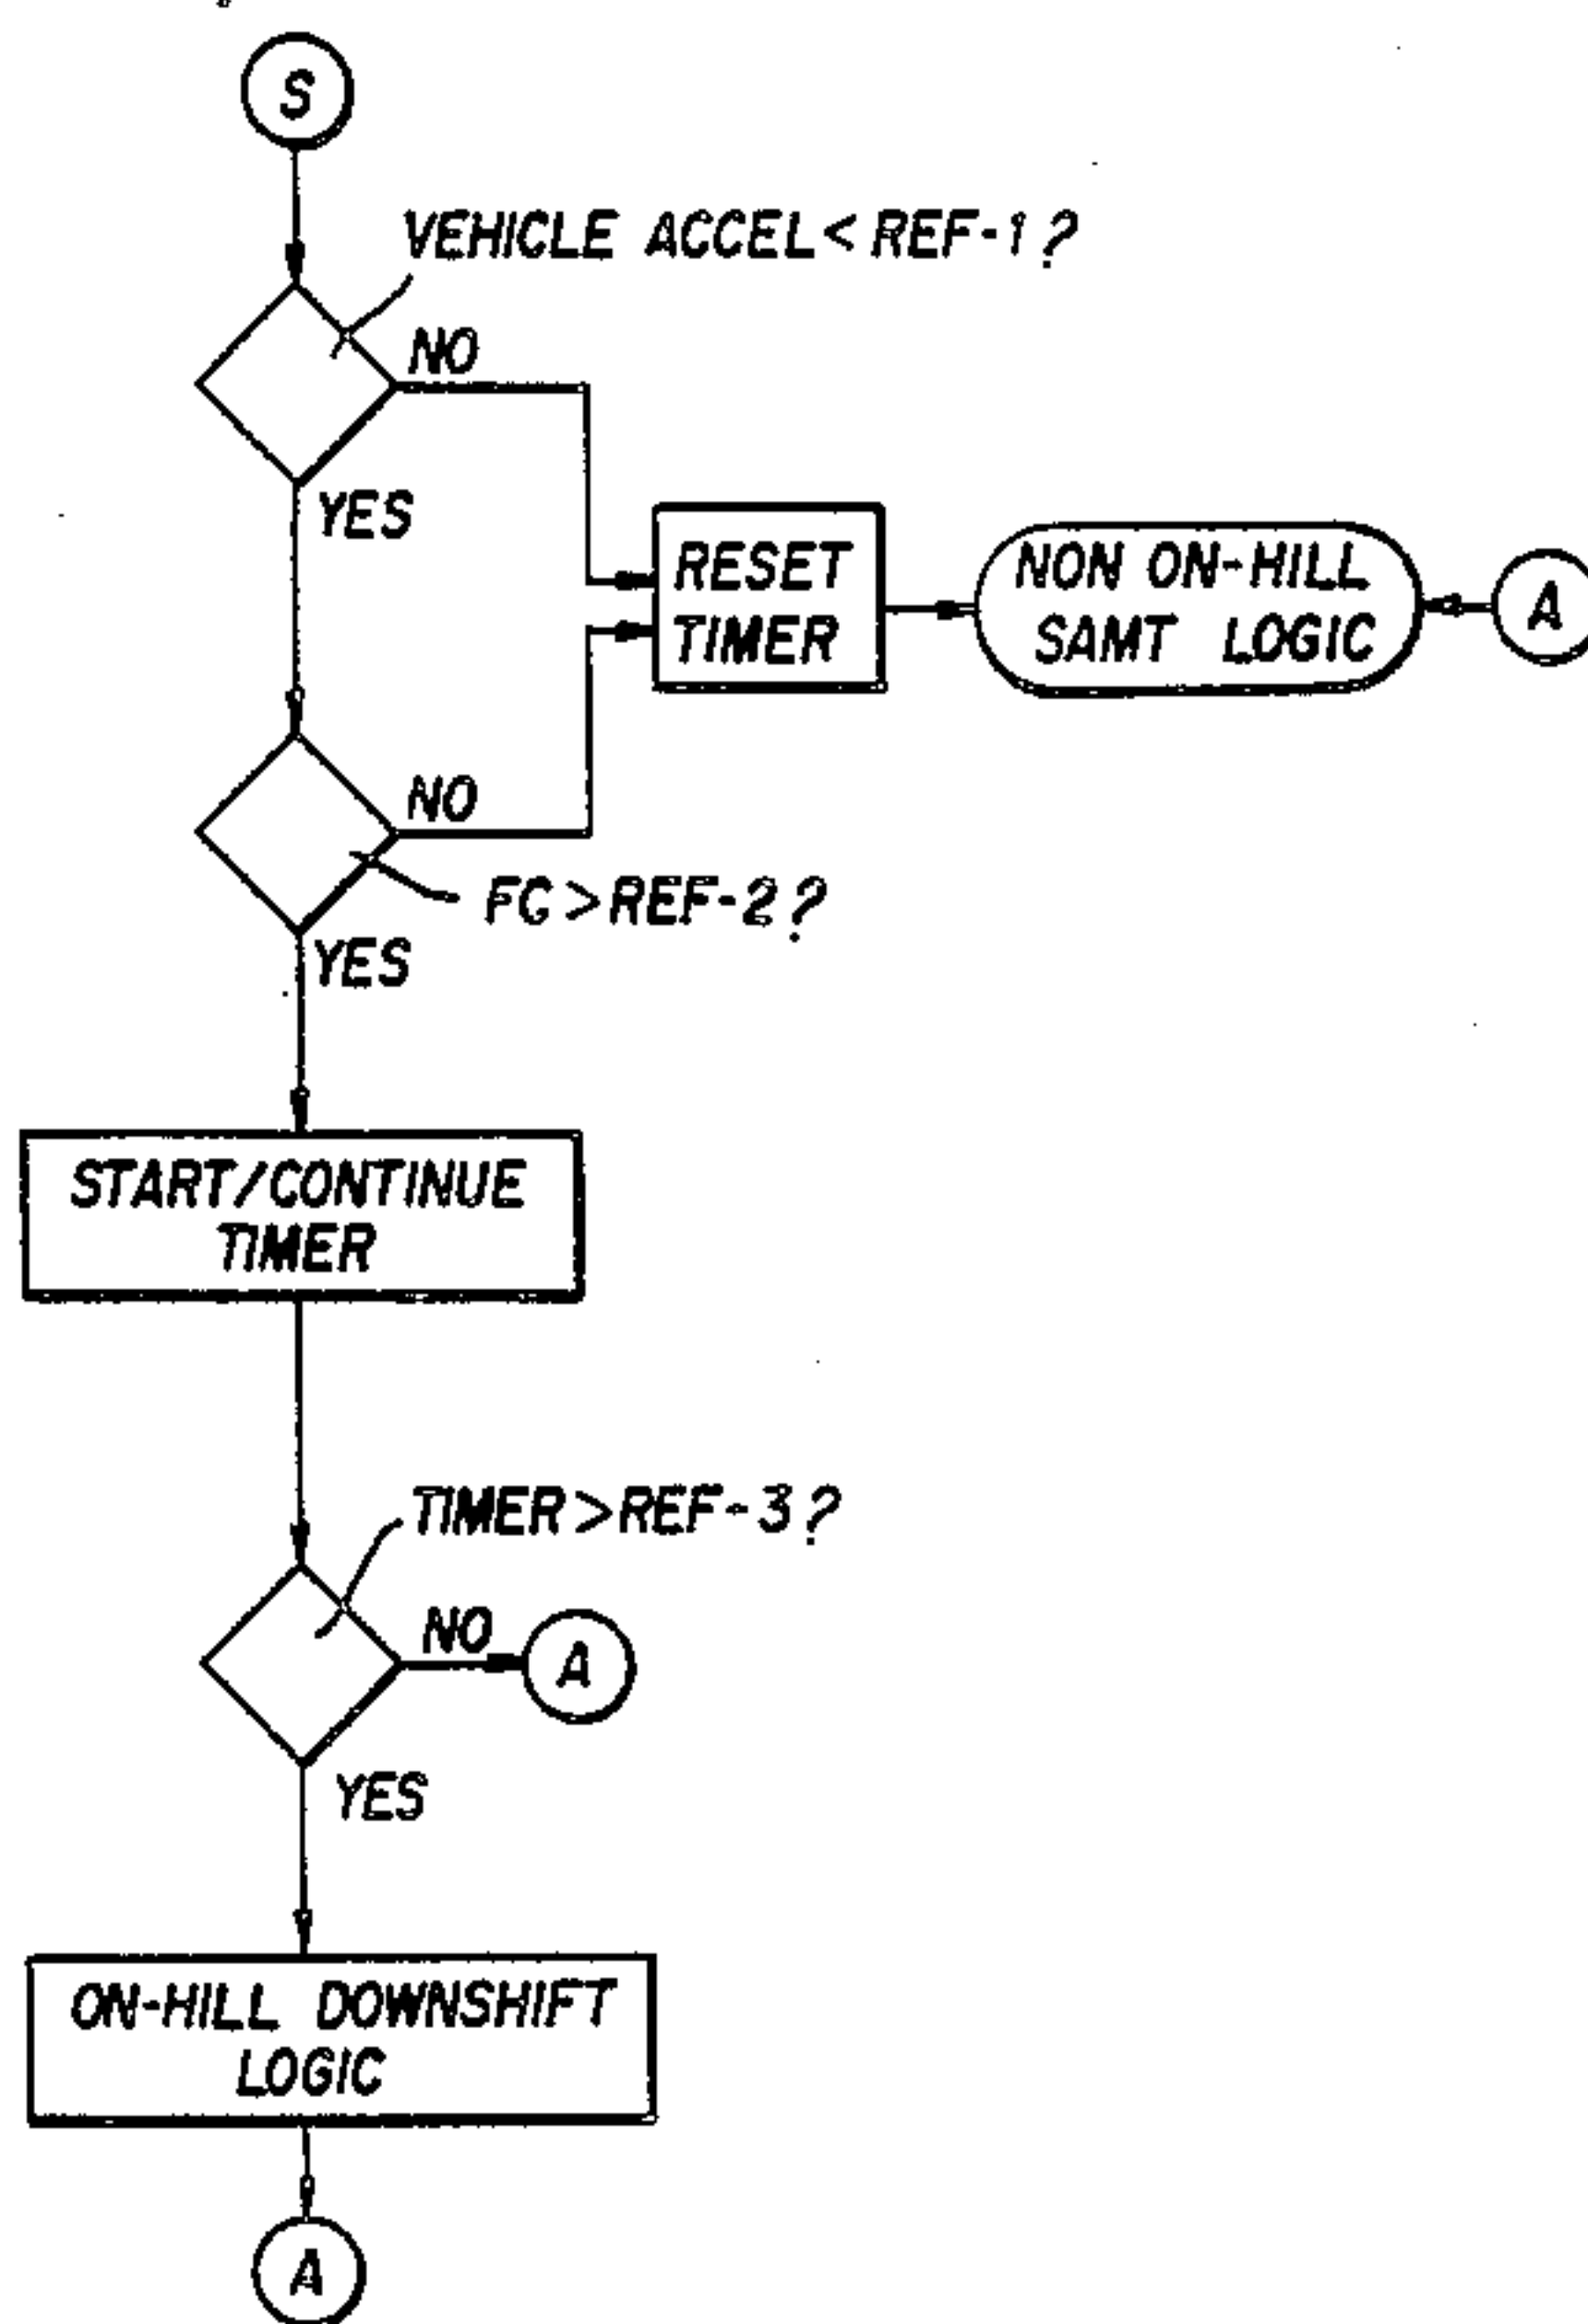 S
VEHICLE ACCEL<REF-1?
NO
YES
RESET
TIMER
NON ON-HILL
SAMT LOGIC
A
NO
FG>REF-2?
YES
START/CONTINUE
TIMER
TIMER>REF-3?
NO
A
YES
ON-HILL DOWNSHIFT
LOGIC
A